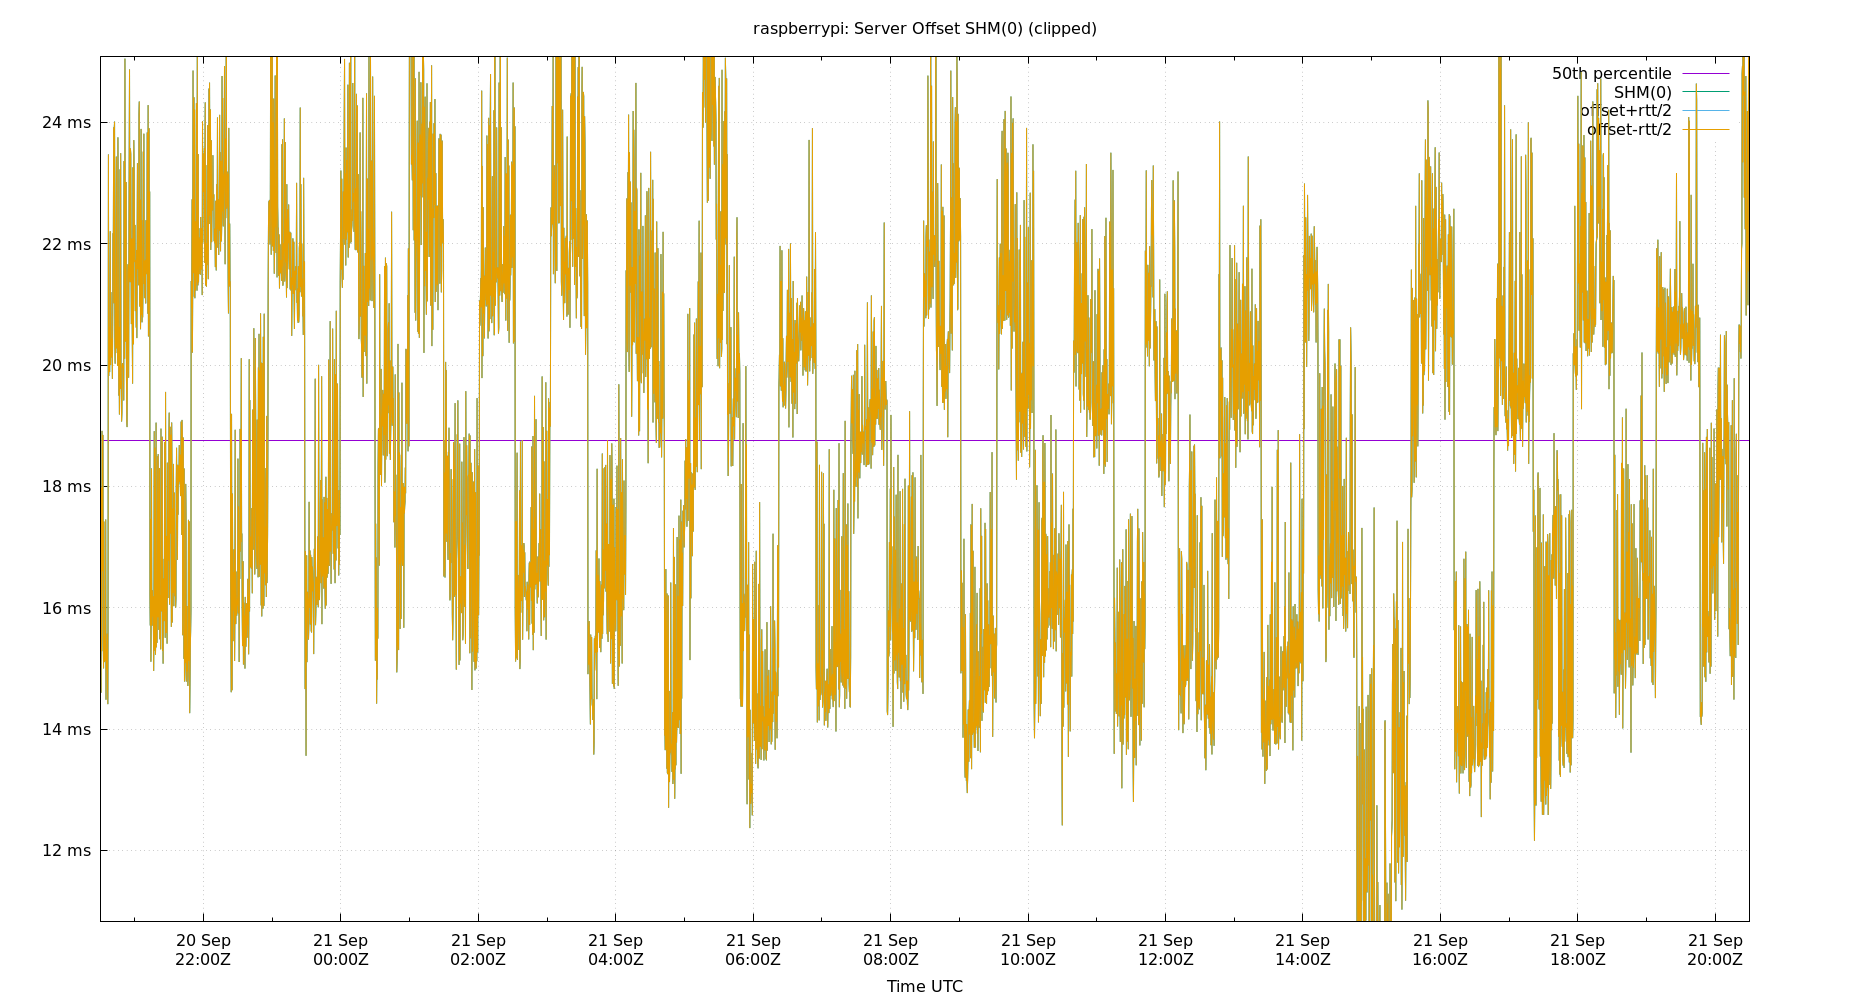 raspberrypi: Server Offset SHM(0) (clipped)
50th percentile
SHM(0)
offset+rtt/2
offset-rtt/2
24 ms
22 ms
20 ms
18 ms
16 ms
14 ms
12 ms
20 Sep 21 Sep 21 Sep 21 Sep 21 Sep 21 Sep 21 Sep 21 Sep 21 Sep 21 Sep 21 Sep 21 Sep
22:00Z 00:00Z 02:00Z 04:00Z 06:00Z 08:00Z 10:00Z 12:00Z 14:00Z 16:00Z 18:00Z 20:00Z
Time UTC